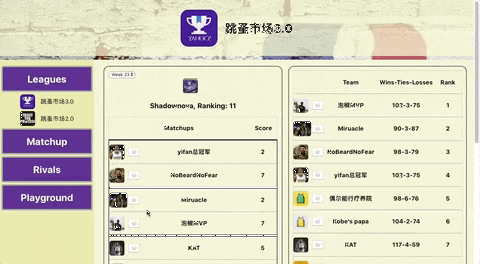 YAHOO!
跳蚤市场3.0
Leagues
跳蚤市场3.0
跳蚤市场2.0
Matchup
Rivals
Playground
Week 23
Shadownova, Ranking: 11
Matchups Score
yifan总冠军 2
NoBeardNoFear 7
Miruacle 2
泡椒MVP 7
KAT 5
Team Wins-Ties-Losses Rank
泡椒MVP 107-3-75 1
Miruacle 90-3-87 2
NoBeardNoFear 98-3-79 3
yifan总冠军 107-3-75 4
偶尔能行疗养院 98-6-76 5
Kobe's papa 104-2-74 6
KAT 117-4-59 7